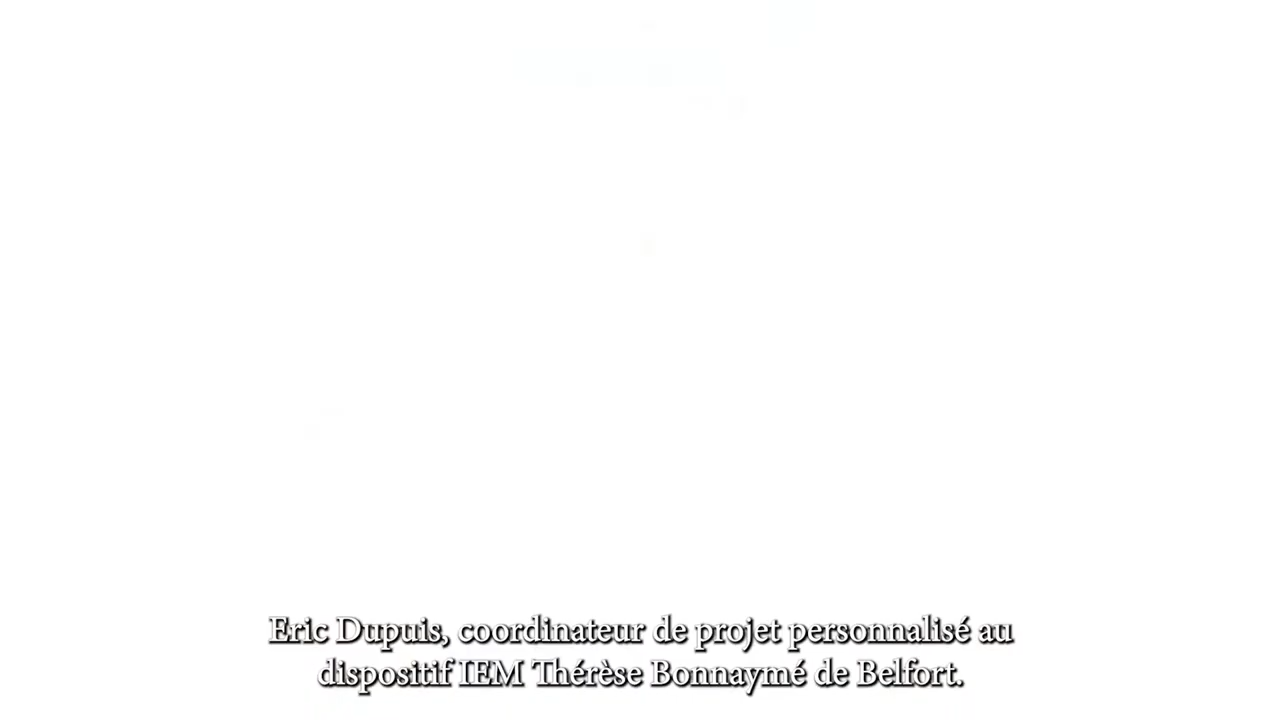 Eric Dupuis, coordinateur de projet personnalisé au
dispositif IEM Thérèse Bonnaymé de Belfort.